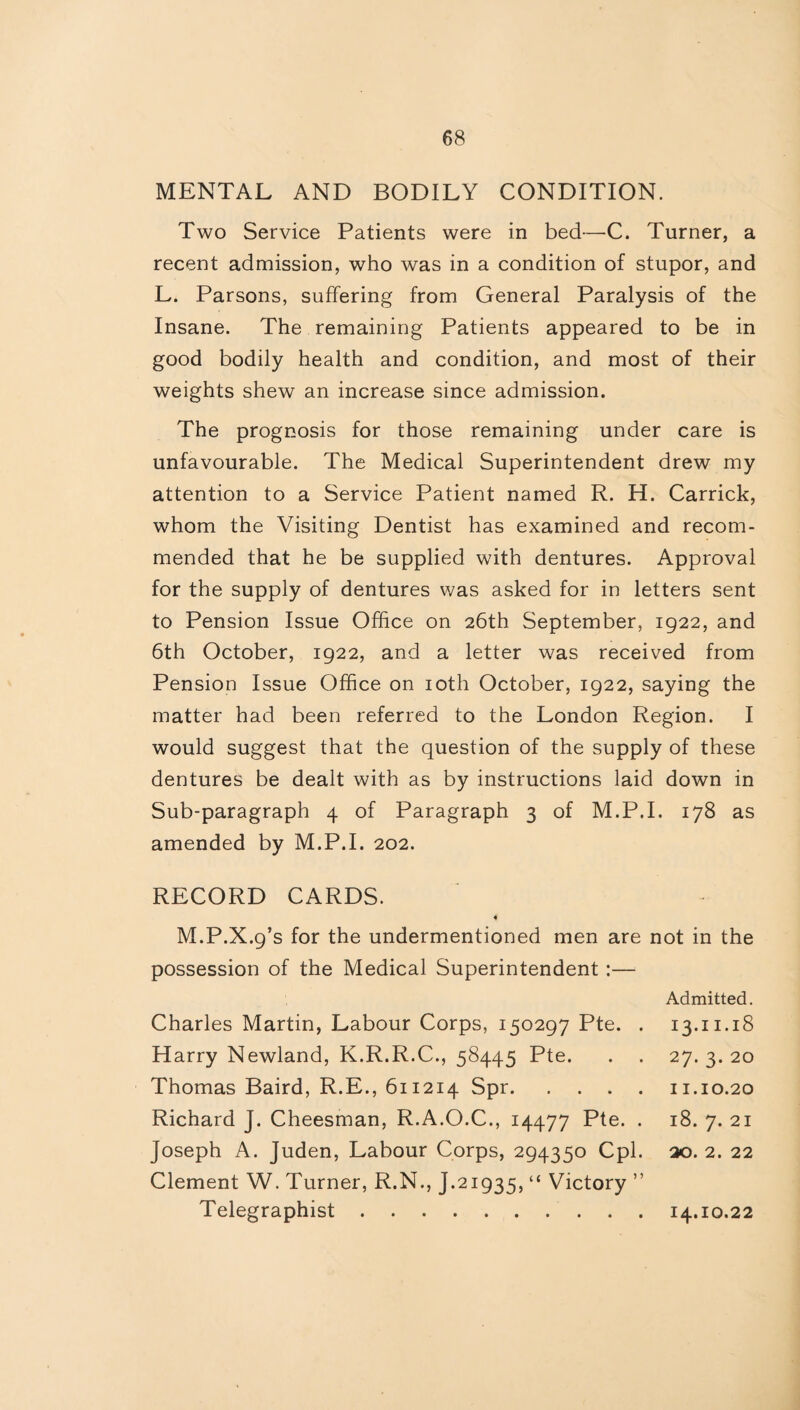 68
MENTAL AND BODILY CONDITION.
Two Service Patients were in bed—C. Turner, a
recent admission, who was in a condition of stupor, and
L. Parsons, suffering from General Paralysis of the
Insane. The remaining Patients appeared to be in
good bodily health and condition, and most of their
weights shew an increase since admission.
The prognosis for those remaining under care is
unfavourable. The Medical Superintendent drew my
attention to a Service Patient named R. H. Carrick,
whom the Visiting Dentist has examined and recom-
mended that he be supplied with dentures. Approval
for the supply of dentures was asked for in letters sent
to Pension Issue Office on 26th September, 1922, and
6th October, 1922, and a letter was received from
Pension Issue Office on 10th October, 1922, saying the
matter had been referred to the London Region. I
would suggest that the question of the supply of these
dentures be dealt with as by instructions laid down in
Sub-paragraph 4 of Paragraph 3 of M.P.I. 178 as
amended by M.P.I. 202.
RECORD CARDS.
M.P.X.9’s for the undermentioned men are not in the
possession of the Medical Superintendent :—
Admitted.
Charles Martin, Labour Corps, 150297 Pte. . 13.11.18
Harry Newland, K.R.R.C., 58445 Pte. . . 27. 3. 20
Thomas Baird, R.E., 611214 Spr. . . . . 11.10.20
Richard J. Cheesman, R.A.O.C., 14477 Pte. . 18. 7. 21
Joseph A. Juden, Labour Corps, 294350 Cpl. 20. 2. 22
Clement W. Turner, R.N., J.21935, “ Victory ”
Telegraphist . . . . . . . . . . 14.10.22